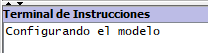 Terminal de Instrucciones
Configurando el modelo